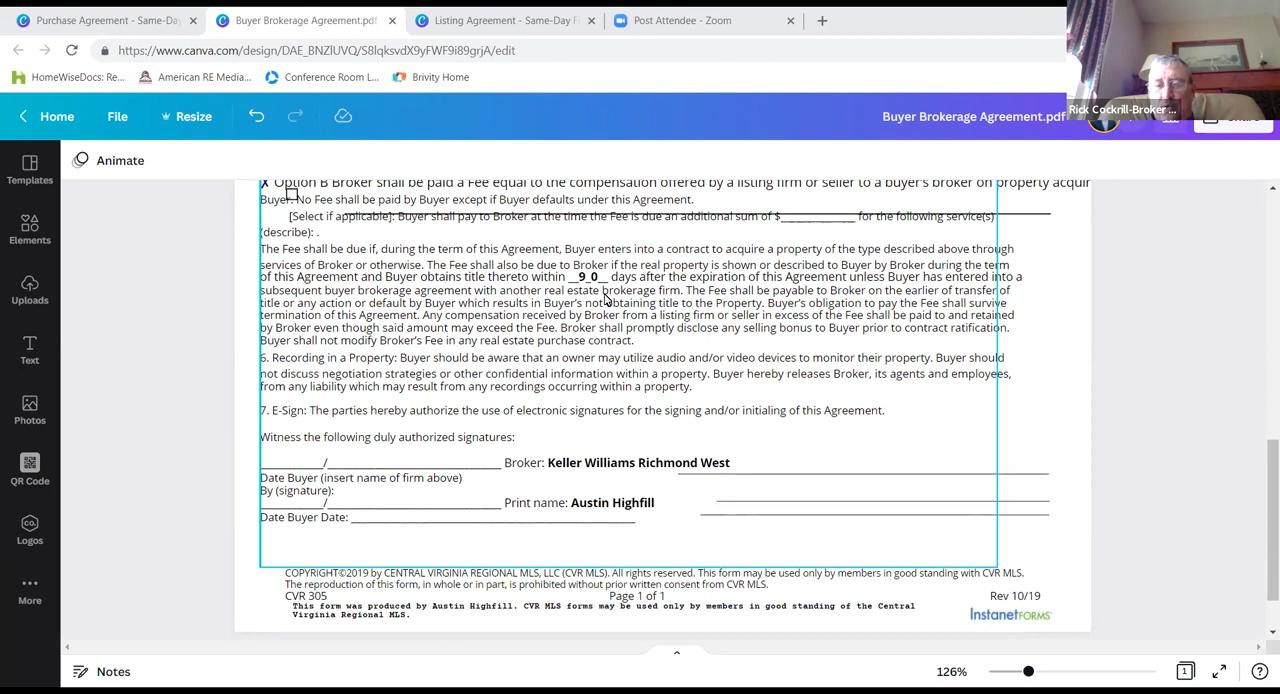 Purchase Agreement - Same-Day
Buyer Brokerage Agreement.pdf
Listing Agreement - Same-Day F
Post Attendee - Zoom
https://www.canva.com/design/DAE_BNZlUVQ/S8lqksvdX9yFWF9i89grjA/edit
HomeWiseDocs: Re...
American RE Media...
Conference Room L...
Brivity Home
Rick Cockrill-Broker ...
Home
File
Resize
Buyer Brokerage Agreement.pdf
Animate
Templates
Elements
Uploads
Text
Photos
QR Code
Logos
More
X Option B Broker shall be paid a Fee equal to the compensation offered by a listing firm or seller to a buyer's broker on property acquir
Buyer. No Fee shall be paid by Buyer except if Buyer defaults under this Agreement.
[Select if applicable]: Buyer shall pay to Broker at the time the Fee is due an additional sum of $____________ for the following service(s)
(describe): .
The Fee shall be due if, during the term of this Agreement, Buyer enters into a contract to acquire a property of the type described above through
services of Broker or otherwise. The Fee shall also be due to Broker if the real property is shown or described to Buyer by Broker during the term
of this Agreement and Buyer obtains title thereto within __9_0__ days after the expiration of this Agreement unless Buyer has entered into a
subsequent buyer brokerage agreement with another real estate brokerage firm. The Fee shall be payable to Broker on the earlier of transfer of
title or any action or default by Buyer which results in Buyer's not obtaining title to the Property. Buyer's obligation to pay the Fee shall survive
termination of this Agreement. Any compensation received by Broker from a listing firm or seller in excess of the Fee shall be paid to and retained
by Broker even though said amount may exceed the Fee. Broker shall promptly disclose any selling bonus to Buyer prior to contract ratification.
Buyer shall not modify Broker's Fee in any real estate purchase contract.
6. Recording in a Property: Buyer should be aware that an owner may utilize audio and/or video devices to monitor their property. Buyer should
not discuss negotiation strategies or other confidential information within a property. Buyer hereby releases Broker, its agents and employees,
from any liability which may result from any recordings occurring within a property.
7. E-Sign: The parties hereby authorize the use of electronic signatures for the signing and/or initialing of this Agreement.
Witness the following duly authorized signatures:
__________/____________________________ Broker: Keller Williams Richmond West
Date Buyer (insert name of firm above)
By (signature):
__________/____________________________ Print name: Austin Highfill
Date Buyer Date: ______________________________________________
COPYRIGHT©2019 by CENTRAL VIRGINIA REGIONAL MLS, LLC (CVR MLS). All rights reserved. This form may be used only by members in good standing with CVR MLS.
The reproduction of this form, in whole or in part, is prohibited without prior written consent from CVR MLS.
CVR 305 Page 1 of 1 Rev 10/19
This form was produced by Austin Highfill. CVR MLS forms may be used only by members in good standing of the Central
Virginia Regional MLS.
InstanetFORMS
Notes
126%
1